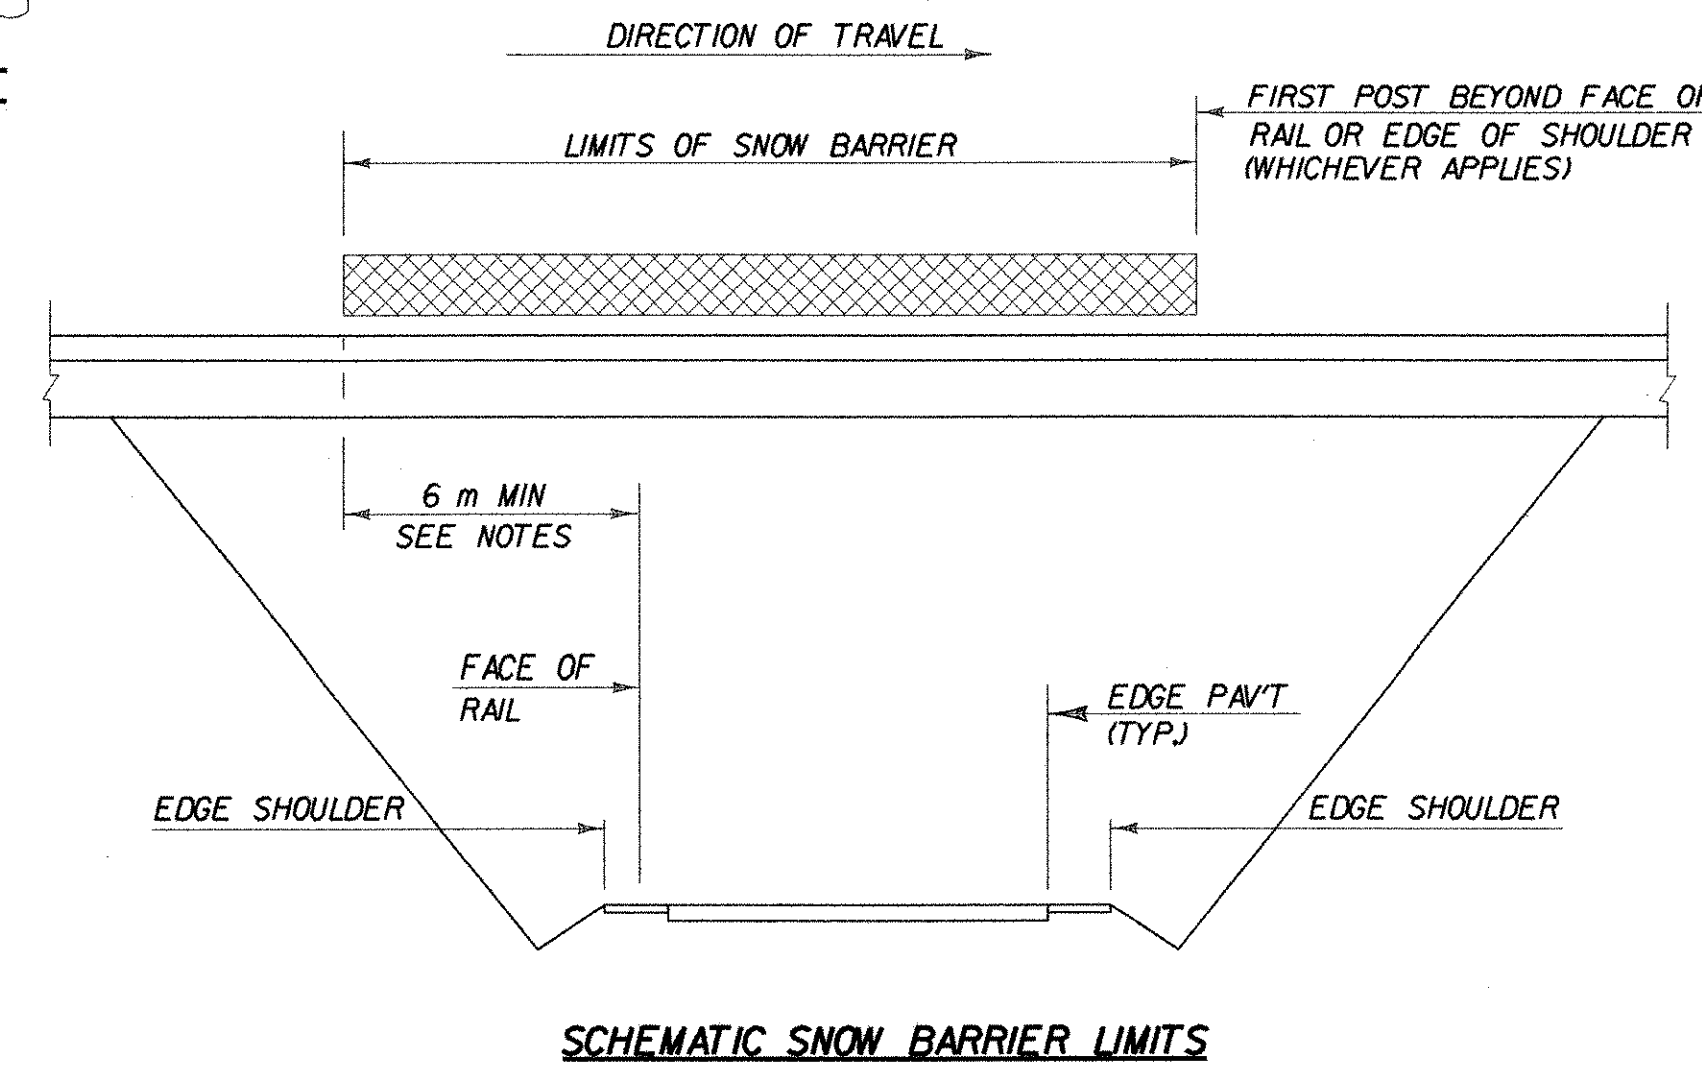 DIRECTION OF TRAVEL
FIRST POST BEYOND FACE OF
RAIL OR EDGE OF SHOULDER
(WHICHEVER APPLIES)
LIMITS OF SNOW BARRIER
6 m MIN
SEE NOTES
FACE OF
RAIL
EDGE PAV'T
(TYP.)
EDGE SHOULDER
EDGE SHOULDER
SCHEMATIC SNOW BARRIER LIMITS